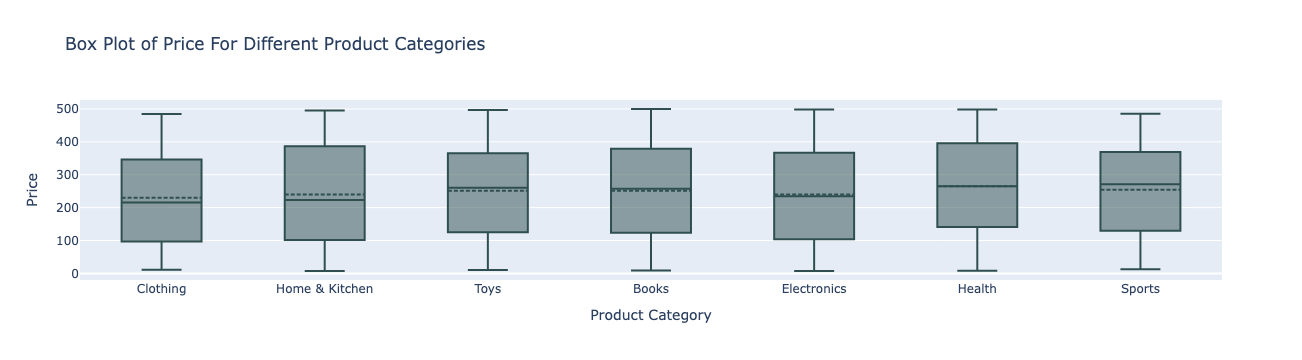 Box Plot of Price For Different Product Categories
500
400
300
200
100
0
Price
Clothing Home & Kitchen Toys Books Electronics Health Sports
Product Category